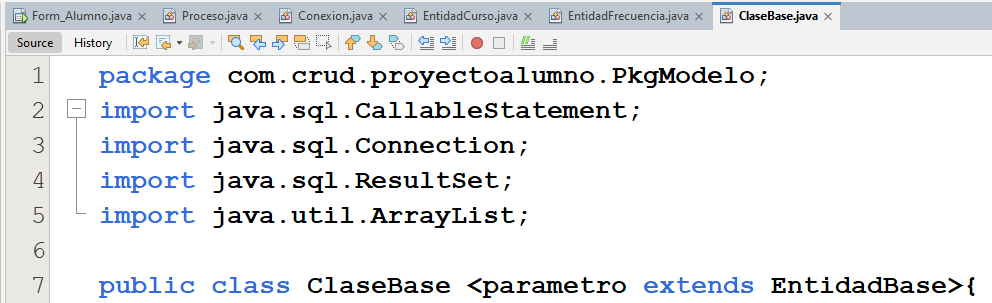 Form_Alumno.java Proceso.java Conexion.java EntidadCurso.java EntidadFrecuencia.java ClaseBase.java
Source History
1 package com.crud.proyectoalumno.PkgModelo;
2 import java.sql.CallableStatement;
3 import java.sql.Connection;
4 import java.sql.ResultSet;
5 import java.util.ArrayList;
6
7 public class ClaseBase <parametro extends EntidadBase>{